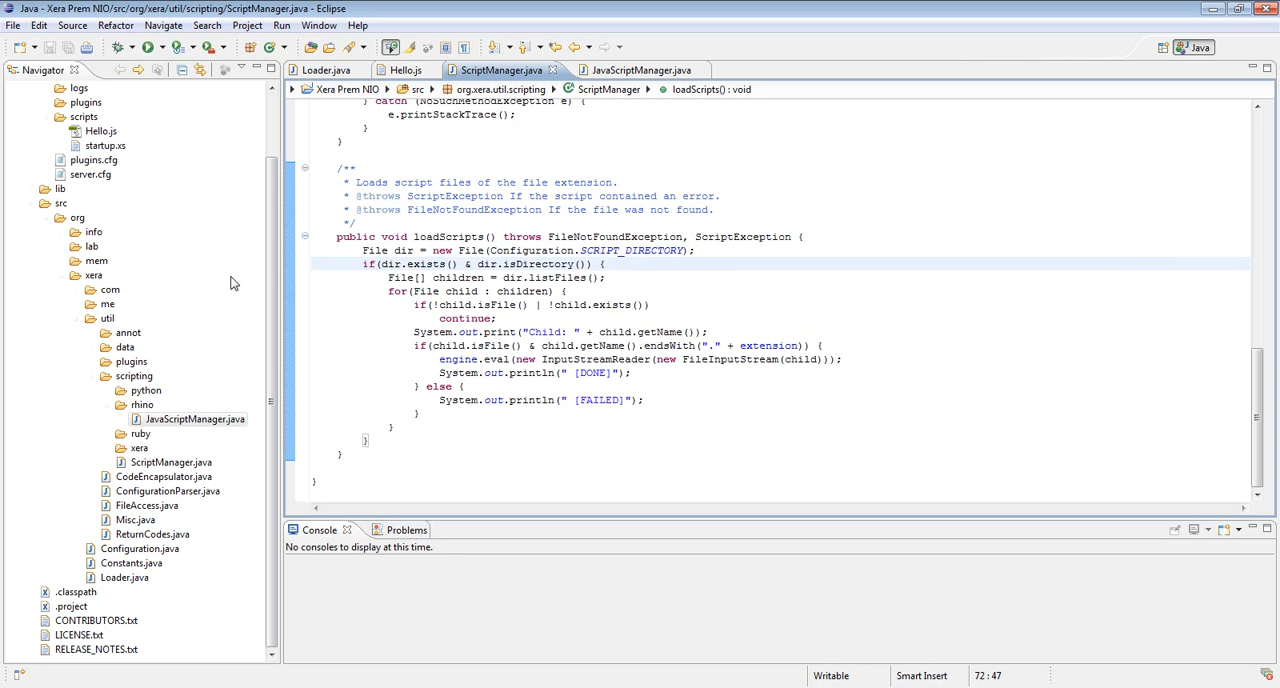 Java - Xera Prem NIO/src/org/xera/util/scripting/ScriptManager.java - Eclipse
File Edit Source Refactor Navigate Search Project Run Window Help
Java
Navigator
logs
plugins
scripts
Hello.js
startup.xs
plugins.cfg
server.cfg
lib
src
org
info
lab
mem
xera
com
me
util
annot
data
plugins
scripting
python
rhino
JavaScriptManager.java
ruby
xera
ScriptManager.java
CodeEncapsulator.java
ConfigurationParser.java
FileAccess.java
Misc.java
ReturnCodes.java
Configuration.java
Constants.java
Loader.java
.classpath
.project
CONTRIBUTORS.txt
LICENSE.txt
RELEASE_NOTES.txt
Loader.java Hello.js ScriptManager.java JavaScriptManager.java
Xera Prem NIO src org.xera.util.scripting ScriptManager loadScripts() : void
} catch (NoSuchMethodException e) {
e.printStackTrace();
}
}
/**
* Loads script files of the file extension.
* @throws ScriptException If the script contained an error.
* @throws FileNotFoundException If the file was not found.
*/
public void loadScripts() throws FileNotFoundException, ScriptException {
File dir = new File(Configuration.SCRIPT_DIRECTORY);
if(dir.exists() & dir.isDirectory()) {
File[] children = dir.listFiles();
for(File child : children) {
if(!child.isFile() | !child.exists())
continue;
System.out.print("Child: " + child.getName());
if(child.isFile() & child.getName().endsWith("." + extension)) {
engine.eval(new InputStreamReader(new FileInputStream(child)));
System.out.println(" [DONE]");
} else {
System.out.println(" [FAILED]");
}
}
}
}
}
Console Problems
No consoles to display at this time.
Writable Smart Insert 72 : 47